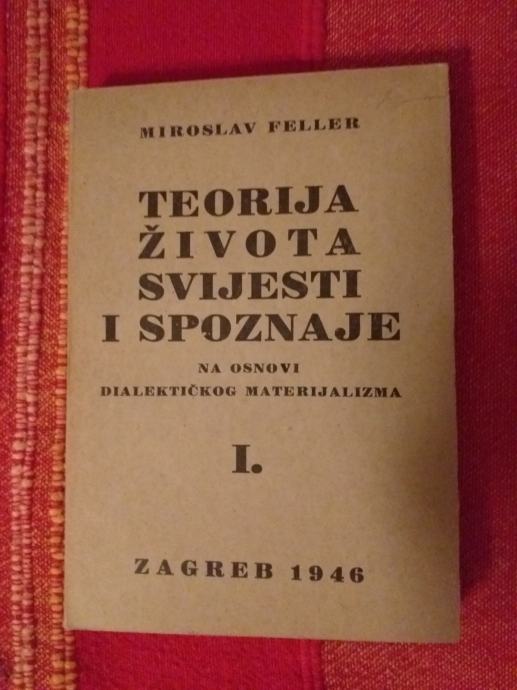 MIROSLAV FELLER
TEORIJA
ŽIVOTA
SVIJESTI
I SPOZNAJE
NA OSNOVI
DIALEKTIČKOG MATERIJALIZMA
I.
ZAGREB 1946